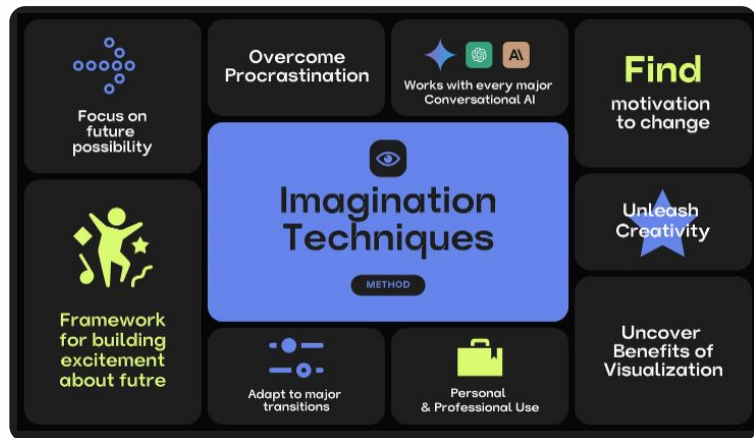 Focus on
future
possibility
Overcome
Procrastination
A\
Works with every major
Conversational AI
Find
motivation
to change
Imagination
Techniques
METHOD
Unleash
Creativity
Framework
for building
excitement
about futre
Adapt to major
transitions
Personal
& Professional Use
Uncover
Benefits of
Visualization